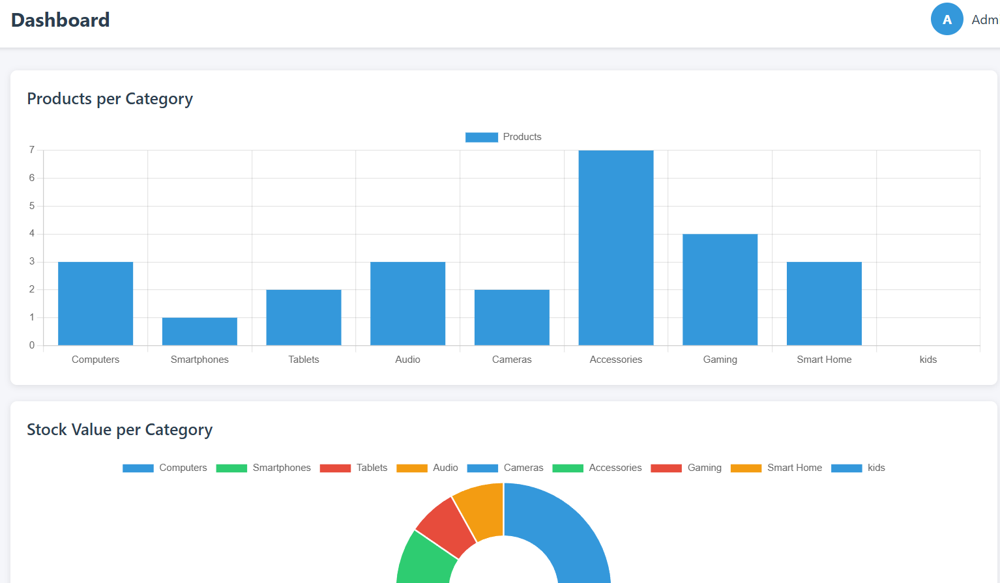 Dashboard
A Adm
Products per Category
Products
7
6
5
4
3
2
1
0
Computers Smartphones Tablets Audio Cameras Accessories Gaming Smart Home kids
Stock Value per Category
Computers Smartphones Tablets Audio Cameras Accessories Gaming Smart Home kids